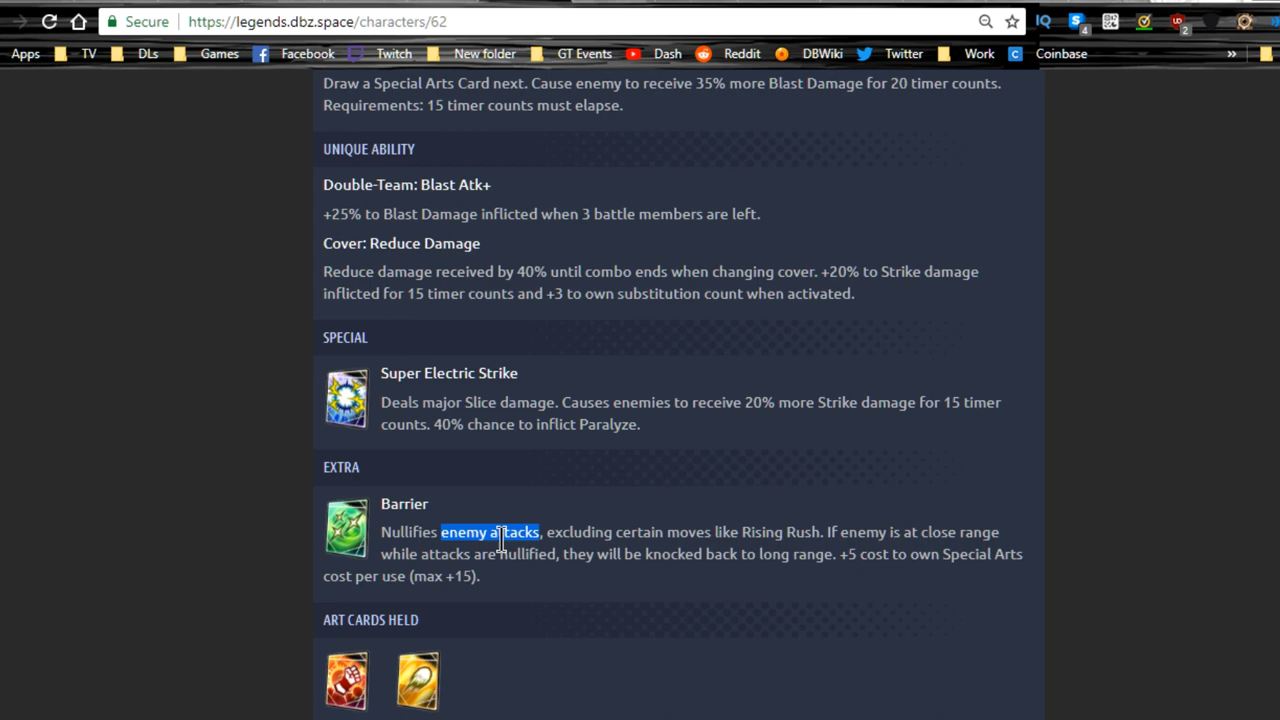 Secure https://legends.dbz.space/characters/62
IQ
4
2
Apps TV DLs Games Facebook Twitch New folder GT Events Dash Reddit DBWiki Twitter Work Coinbase »
Draw a Special Arts Card next. Cause enemy to receive 35% more Blast Damage for 20 timer counts.
Requirements: 15 timer counts must elapse.
UNIQUE ABILITY
Double-Team: Blast Atk+
+25% to Blast Damage inflicted when 3 battle members are left.
Cover: Reduce Damage
Reduce damage received by 40% until combo ends when changing cover. +20% to Strike damage
inflicted for 15 timer counts and +3 to own substitution count when activated.
SPECIAL
Super Electric Strike
Deals major Slice damage. Causes enemies to receive 20% more Strike damage for 15 timer
counts. 40% chance to inflict Paralyze.
EXTRA
Barrier
Nullifies enemy attacks, excluding certain moves like Rising Rush. If enemy is at close range
while attacks are nullified, they will be knocked back to long range. +5 cost to own Special Arts
cost per use (max +15).
ART CARDS HELD